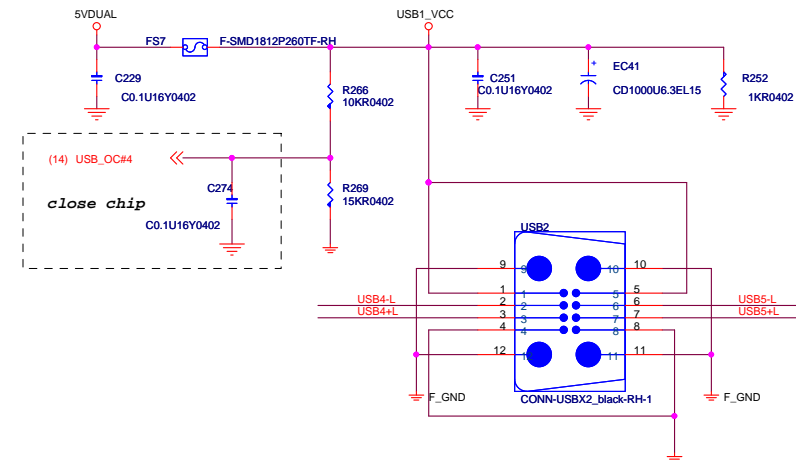 5VDUAL
USB1_VCC
FS7
F-SMD1812P260TF-RH
C229
C0.1U16Y0402
R266
10KR0402
C251
C0.1U16Y0402
+
EC41
CD1000U6.3EL15
R252
1KR0402
(14) USB_OC#4
C274
C0.1U16Y0402
R269
15KR0402
close chip
USB2
9
9
10
10
1
1
5
5
USB4-L
2
2
6
6
USB5-L
USB4+L
3
3
7
7
USB5+L
4
4
8
8
12
11
11
F_GND
CONN-USBX2_black-RH-1
F_GND